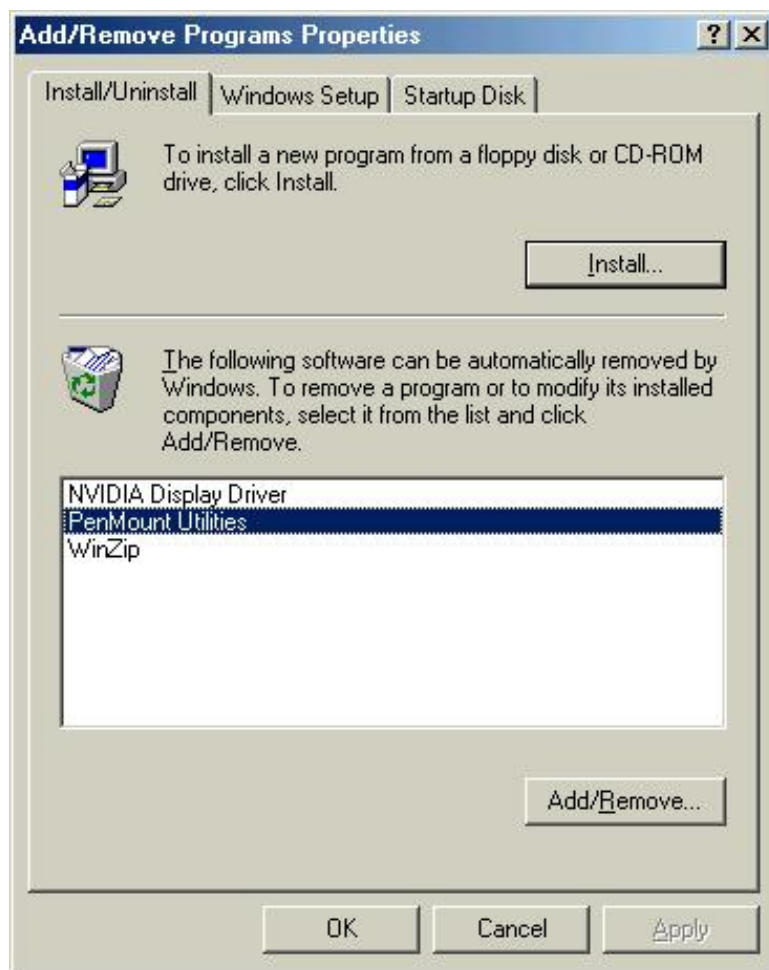 Add/Remove Programs Properties
Install/Uninstall
Windows Setup
Startup Disk
To install a new program from a floppy disk or CD-ROM
drive, click Install.
Install...
The following software can be automatically removed by
Windows. To remove a program or to modify its installed
components, select it from the list and click
Add/Remove.
NVIDIA Display Driver
PenMount Utilities
WinZip
Add/Remove...
OK
Cancel
Apply